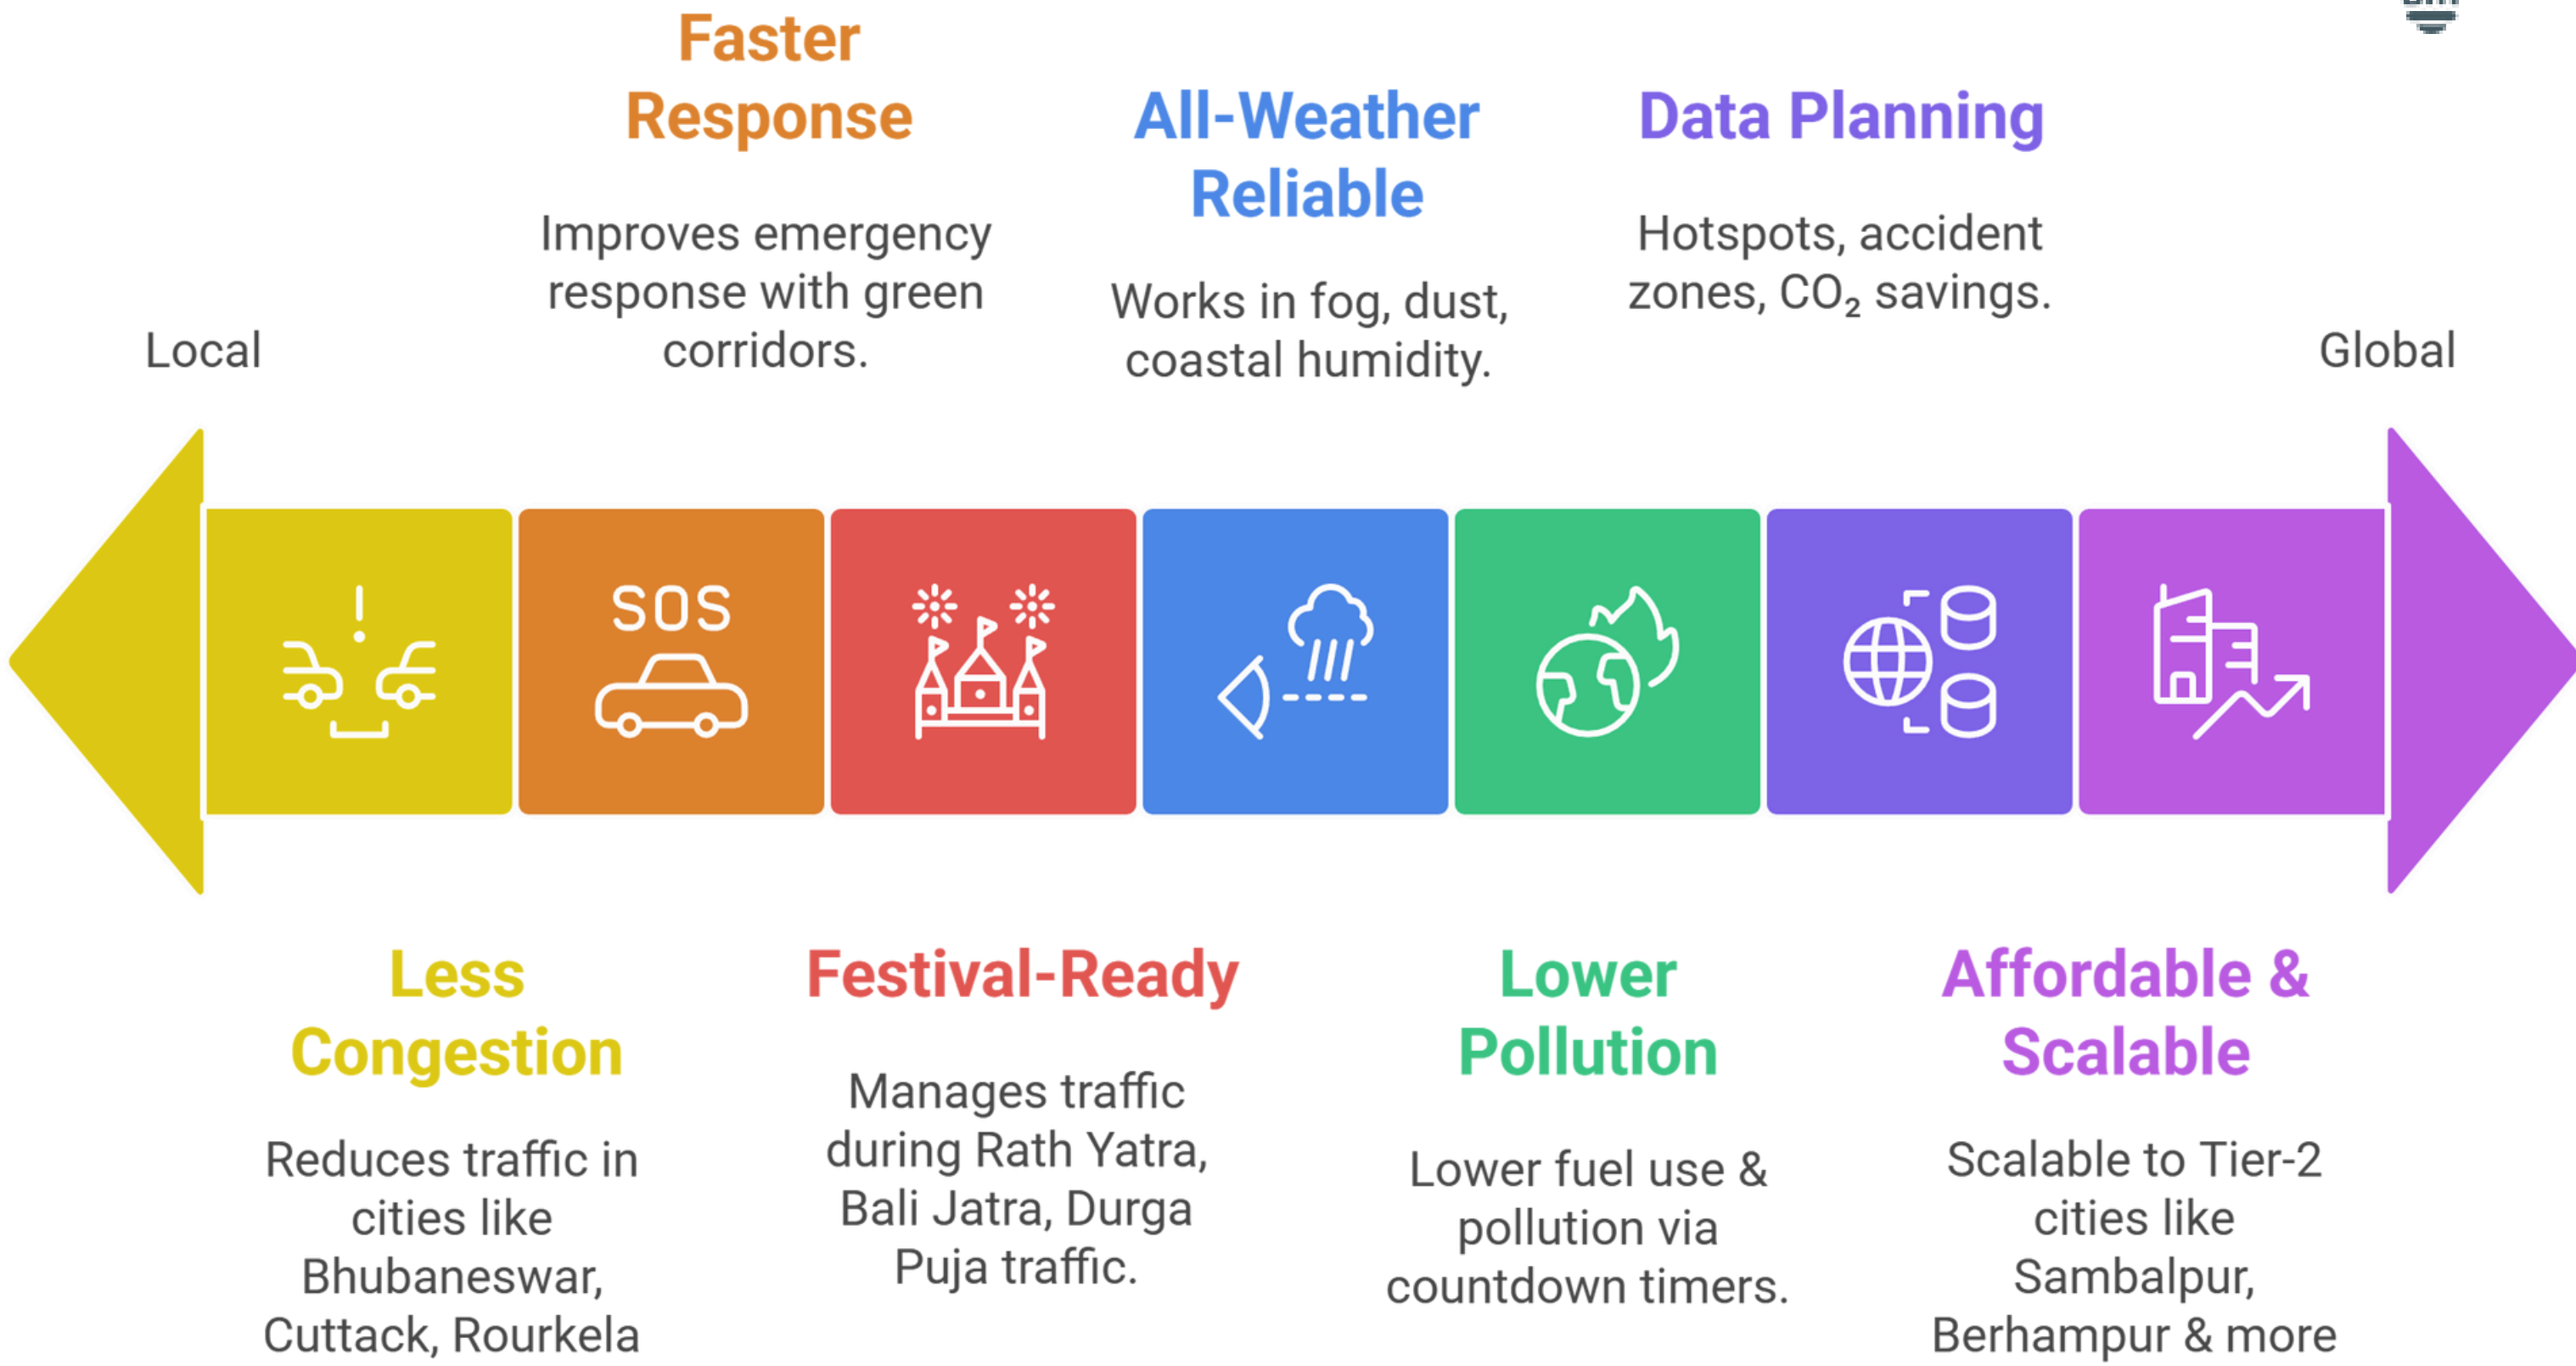 Faster
Response
Improves emergency
response with green
corridors.
All-Weather
Reliable
Works in fog, dust,
coastal humidity.
Data Planning
Hotspots, accident
zones, CO₂ savings.
Local
Global
SOS
Less
Congestion
Reduces traffic in
cities like
Bhubaneswar,
Cuttack, Rourkela
Festival-Ready
Manages traffic
during Rath Yatra,
Bali Jatra, Durga
Puja traffic.
Lower
Pollution
Lower fuel use &
pollution via
countdown timers.
Affordable &
Scalable
Scalable to Tier-2
cities like
Sambalpur,
Berhampur & more